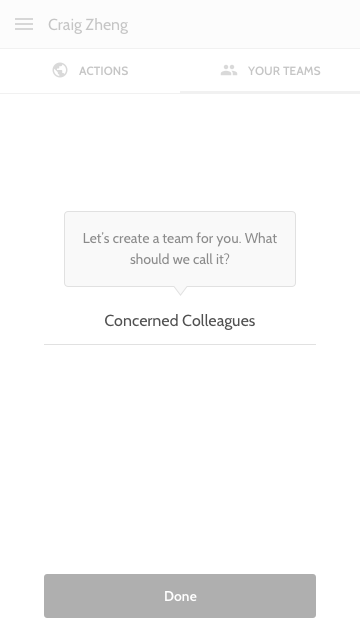 Craig Zheng
ACTIONS
YOUR TEAMS
Let's create a team for you. What
should we call it?
Concerned Colleagues
Done